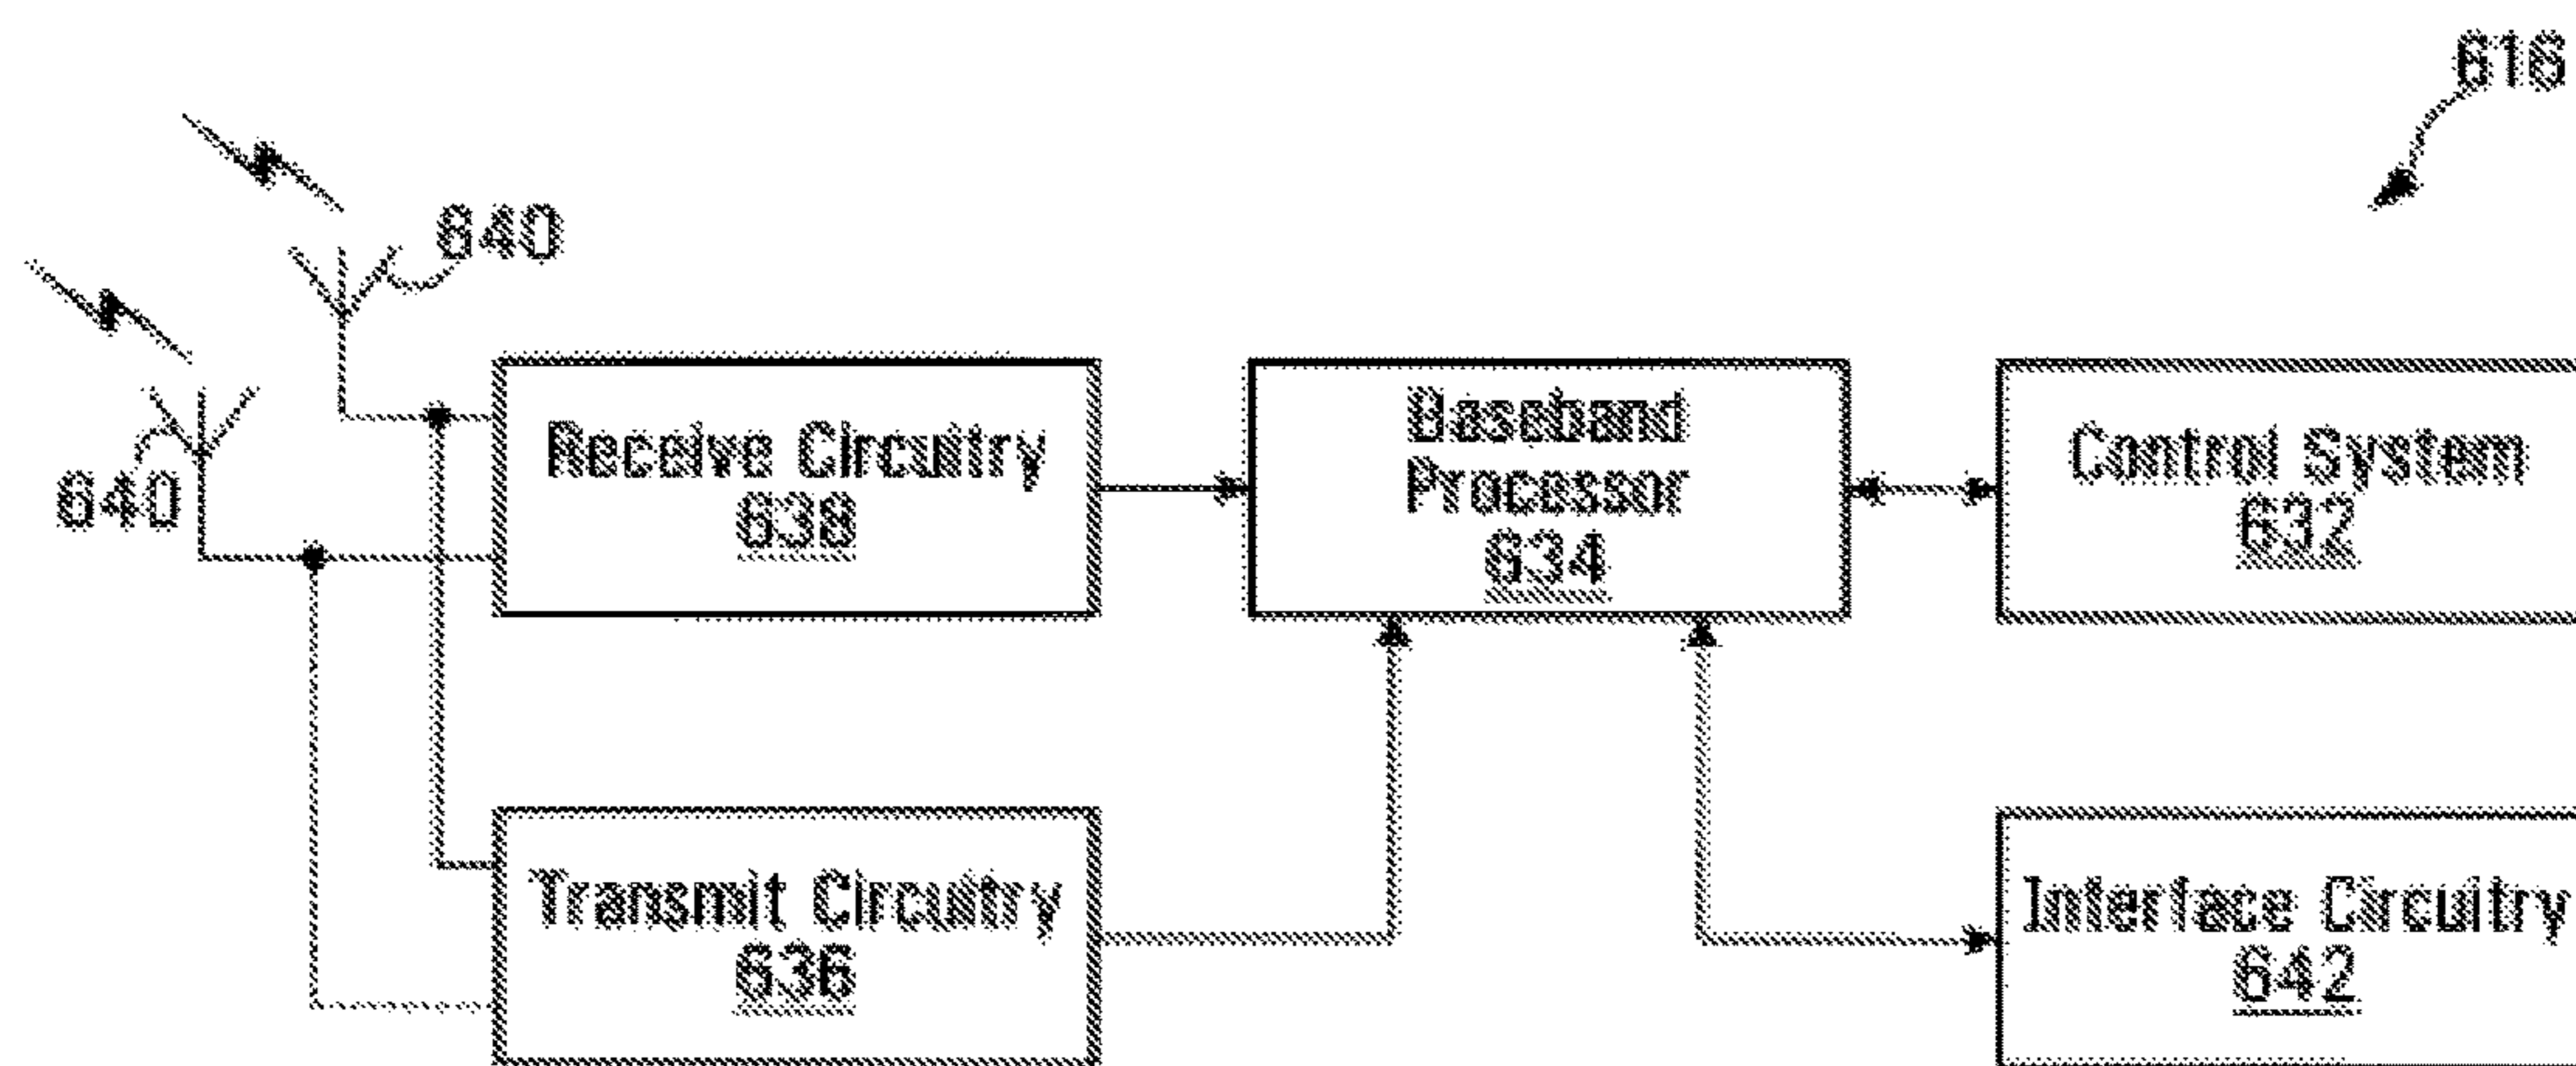 616
640
640
Receive Circuitry
638
Baseband
Processor
634
Control System
632
Transmit Circuitry
636
Interface Circuitry
642